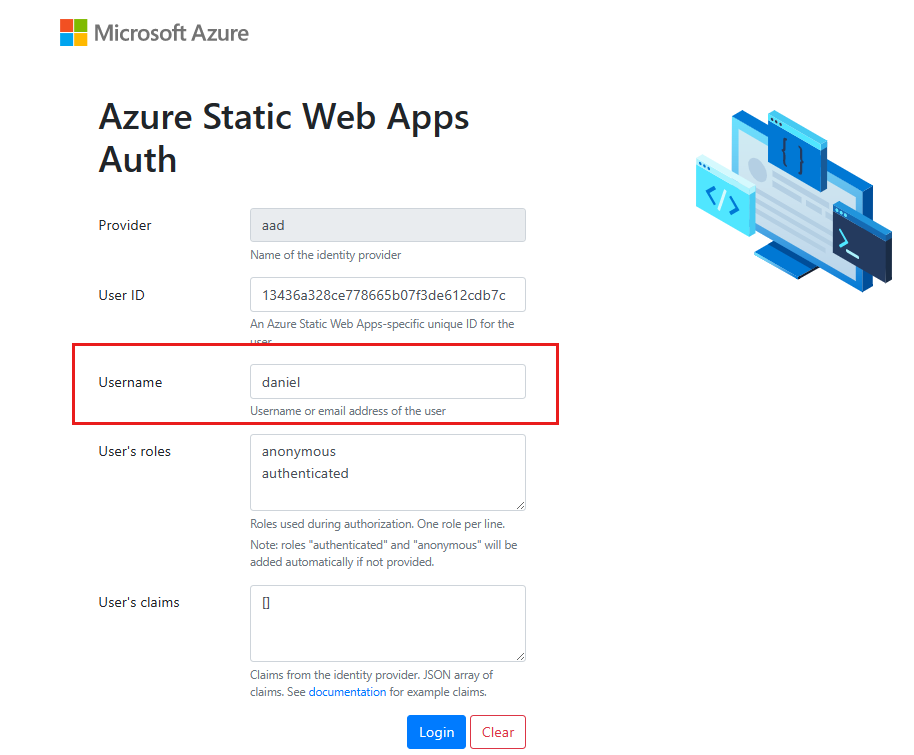 Microsoft Azure
Azure Static Web Apps
Auth
Provider
aad
Name of the identity provider
User ID
13436a328ce778665b07f3de612cdb7c
An Azure Static Web Apps-specific unique ID for the
user
Username
daniel
Username or email address of the user
User's roles
anonymous
authenticated
Roles used during authorization. One role per line.
Note: roles "authenticated" and "anonymous" will be
added automatically if not provided.
User's claims
[]
Claims from the identity provider. JSON array of
claims. See documentation for example claims.
Login Clear
{ }
</>
>_